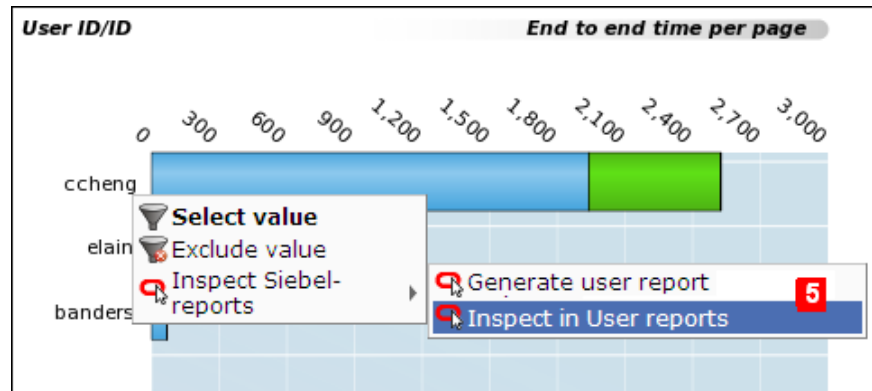 User ID/ID
End to end time per page
0 300 600 900 1,200 1,500 1,800 2,100 2,400 2,700 3,000
ccheng
Select value
elain
Exclude value
Inspect Siebel-
reports
Generate user report
5
banders
Inspect in User reports